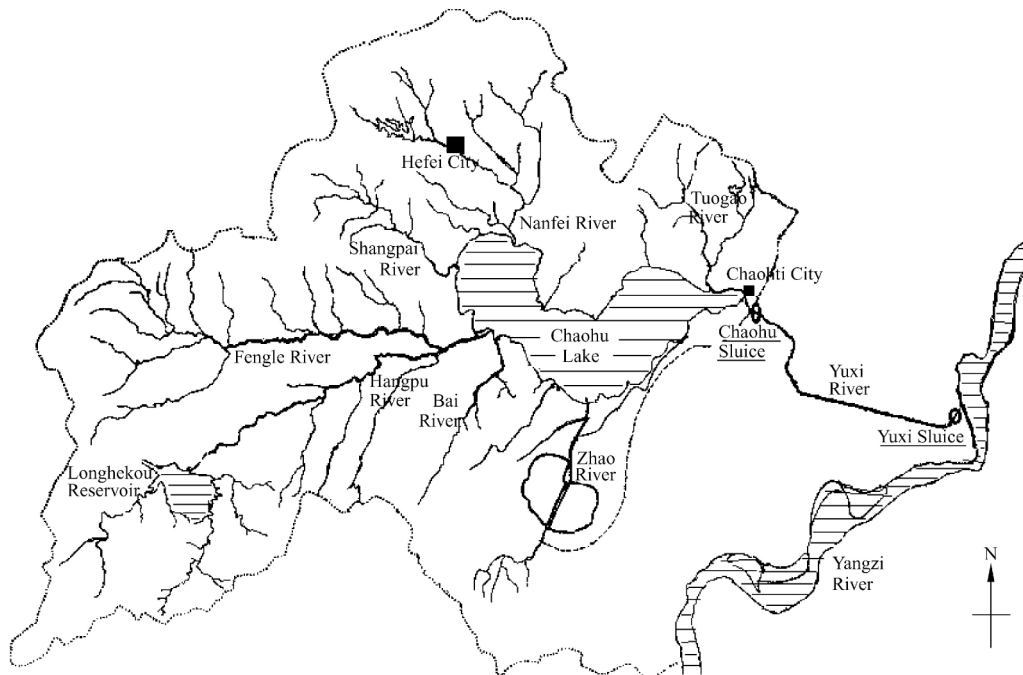 Hefei City
Tuogao
River
Nanfei River
Shangpai
River
Chaohti City
Chaohu
Sluice
Chaohu
Lake
Fengle River
Hangpu
River
Bai
River
Yuxi
River
Yuxi Sluice
Longhekou
Reservoir
Zhao
River
Yangzi
River
N